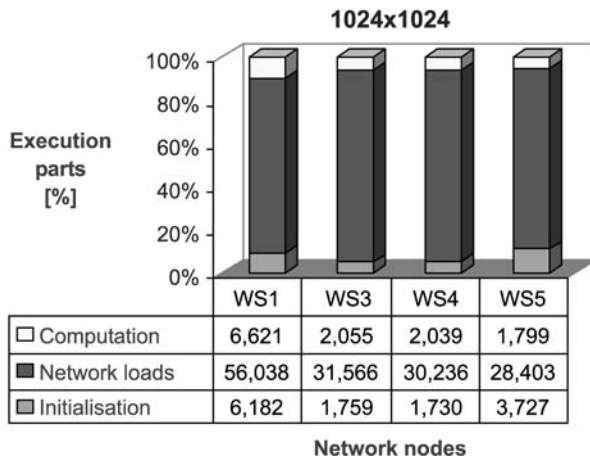 1024x1024
100%
80%
60%
40%
20%
0%
Execution
parts
[%]
WS1 WS3 WS4 WS5
Computation 6,621 2,055 2,039 1,799
Network loads 56,038 31,566 30,236 28,403
Initialisation 6,182 1,759 1,730 3,727
Network nodes